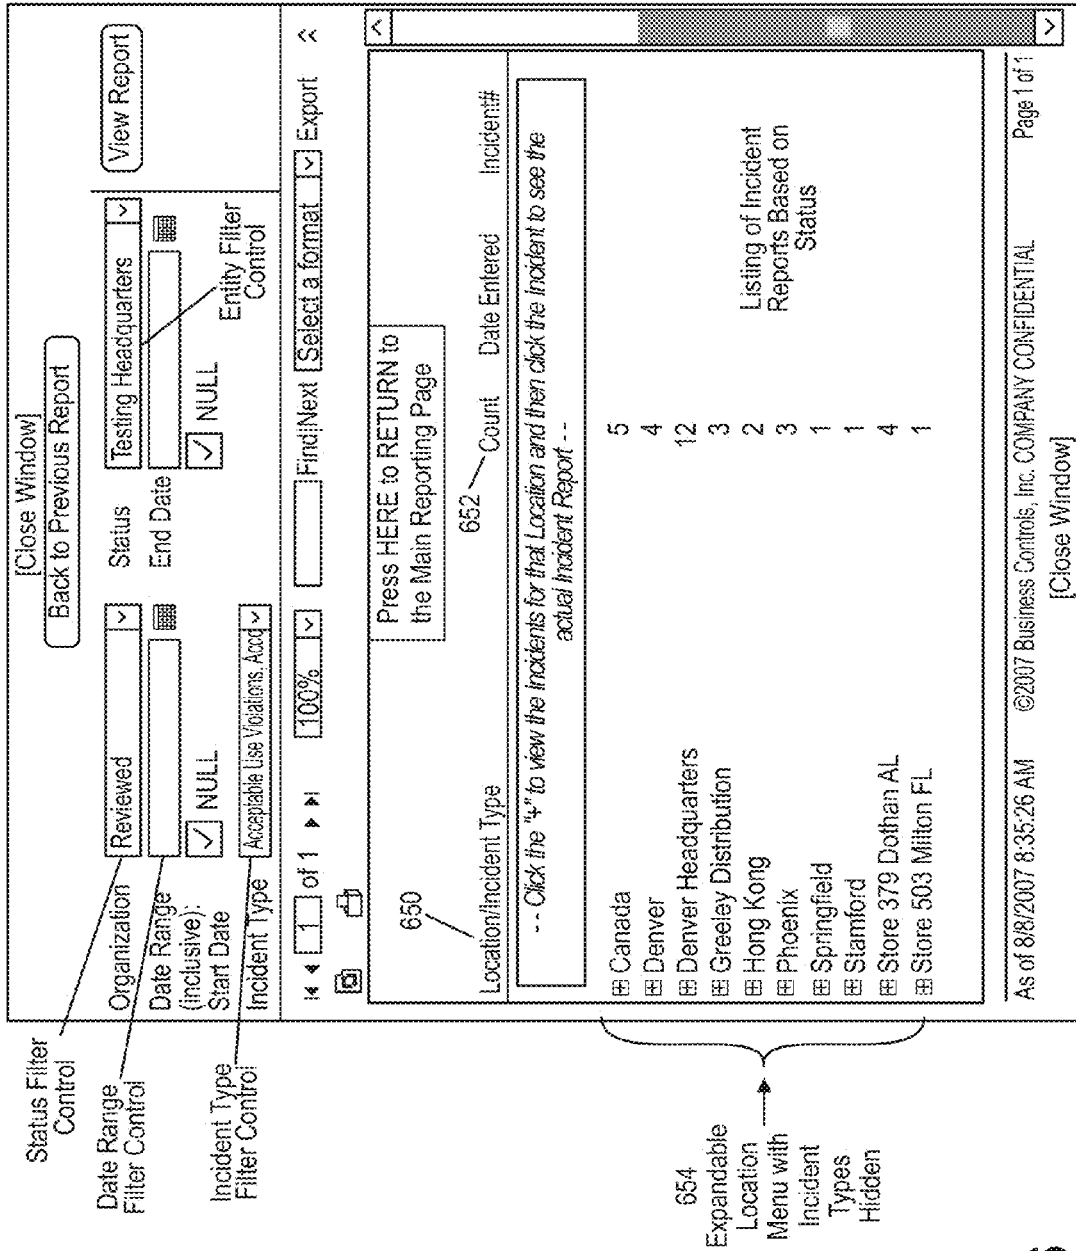 [Close Window]
Back to Previous Report
Organization Reviewed Status Testing Headquarters View Report
Date Range
(inclusive):
Start Date
End Date
NULL
NULL
Incident Type Acceptable Use Violations, Accq
Entity Filter
Control
1 of 1 100% Find|Next Select a format Export
Press HERE to RETURN to
the Main Reporting Page
650
652
Location/Incident Type Count Date Entered Incident#
- - Click the "+" to view the Incidents for that Location and then click the Incident to see the
actual Incident Report - -
Canada 5
Denver 4
Denver Headquarters 12
Greeley Distribution 3
Hong Kong 2
Phoenix 3
Springfield 1
Stamford 1
Store 379 Dothan AL 4
Store 503 Milton FL 1
Listing of Incident
Reports Based on
Status
As of 8/8/2007 8:35:26 AM ©2007 Business Controls, Inc. COMPANY CONFIDENTIAL Page 1 of 1
[Close Window]
Status Filter
Control
Date Range
Filter Control
Incident Type
Filter Control
654
Expandable
Location
Menu with
Incident
Types
Hidden